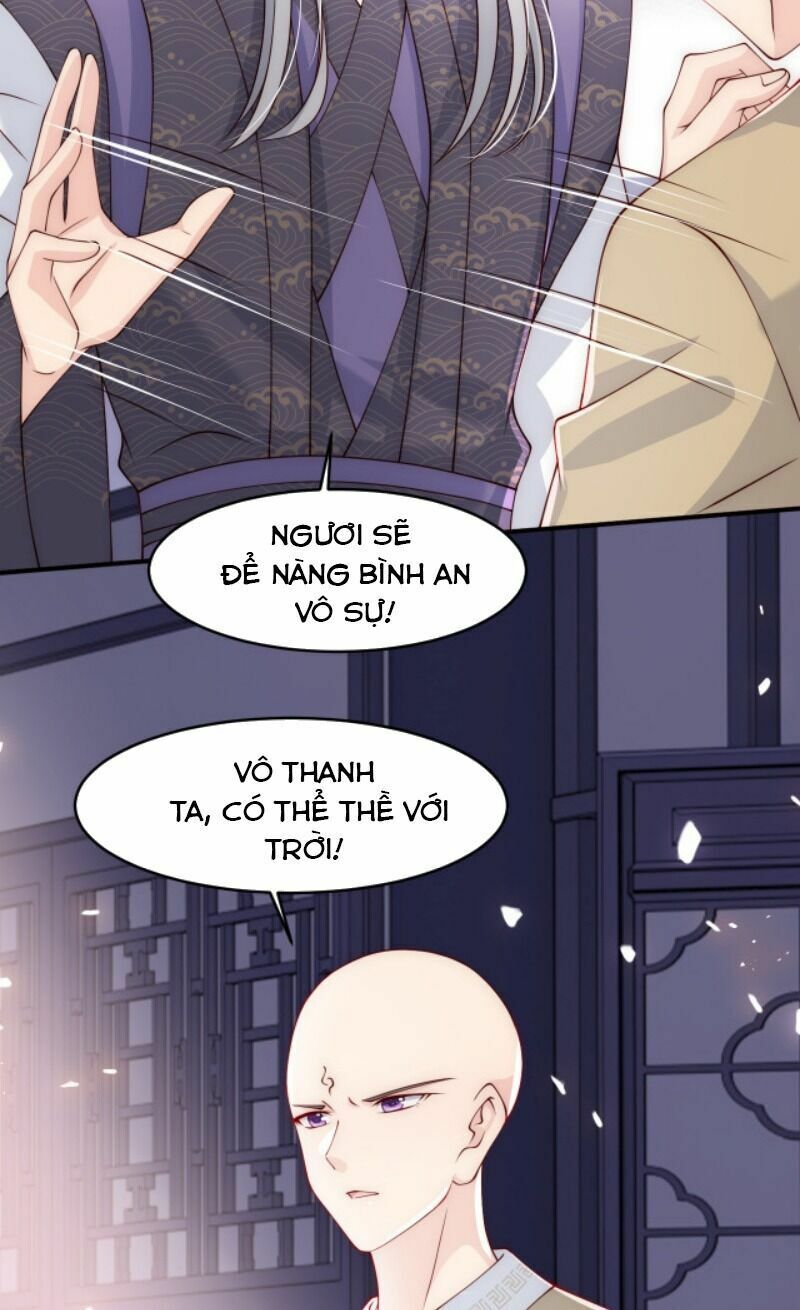 NGƯƠI SẼ
ĐỂ NÀNG BÌNH AN
VÔ SỰ!
VÔ THANH
TA, CÓ THỂ THỀ VỚI
TRỜI!